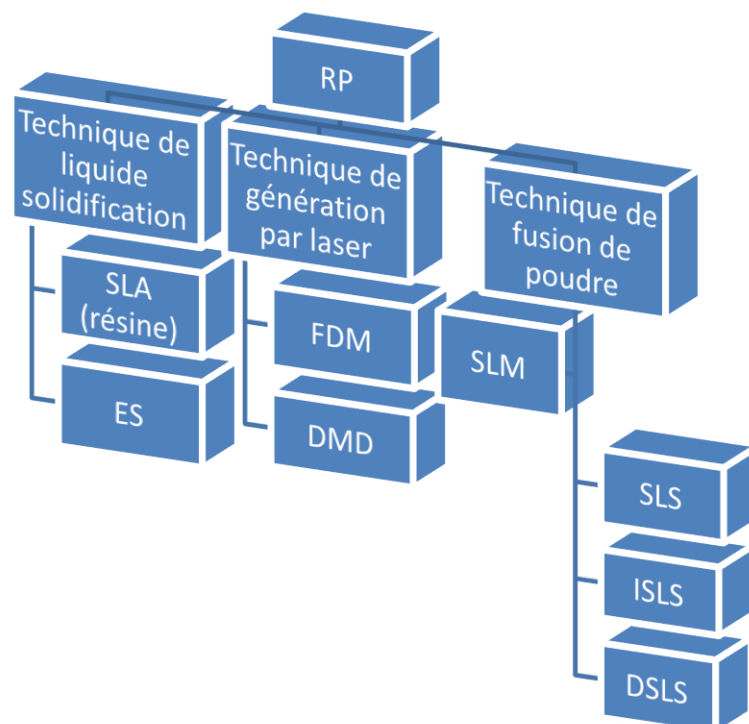 RP
Technique de
liquide
solidification
SLA
(résine)
ES
Technique de
génération
par laser
FDM
DMD
Technique de
fusion de
poudre
SLM
SLS
ISLS
DSLS